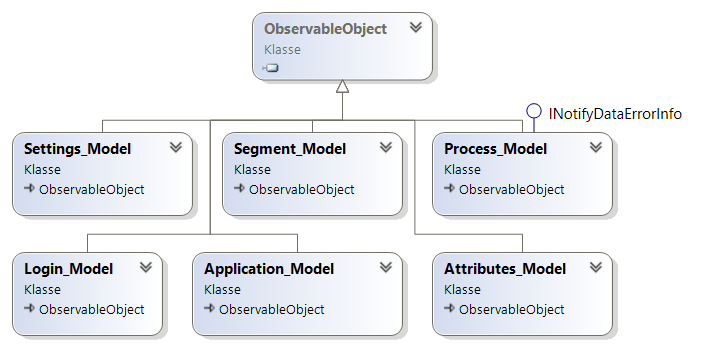 ObservableObject
Klasse
INotifyDataErrorInfo
Settings_Model
Klasse
ObservableObject
Segment_Model
Klasse
ObservableObject
Process_Model
Klasse
ObservableObject
Login_Model
Klasse
ObservableObject
Application_Model
Klasse
ObservableObject
Attributes_Model
Klasse
ObservableObject